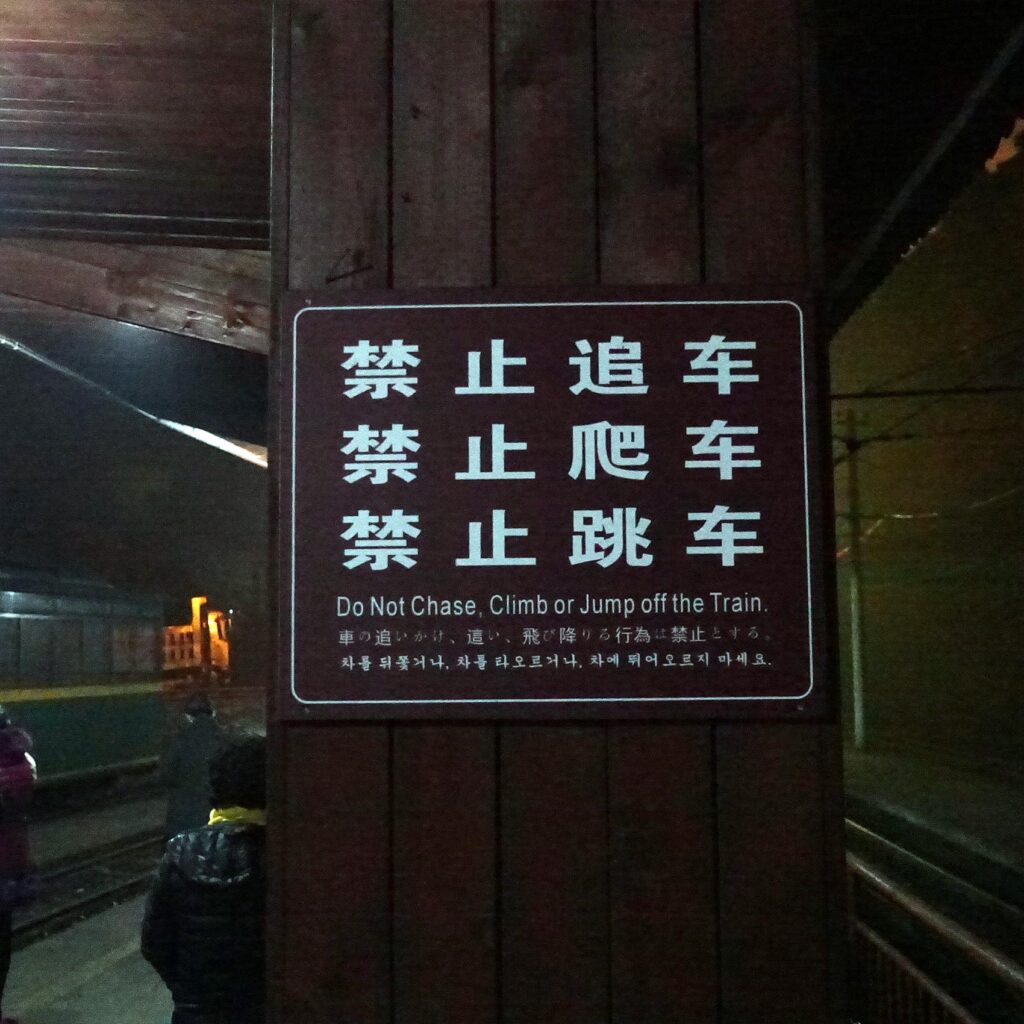 禁止追车
禁止爬车
禁止跳车
Do Not Chase, Climb or Jump off the Train.
車の追いかけ、這い、飛び降りる行為は禁止とする。
차를 뒤쫓거나, 차를 타오르거나, 차에 뛰어오르지 마세요.